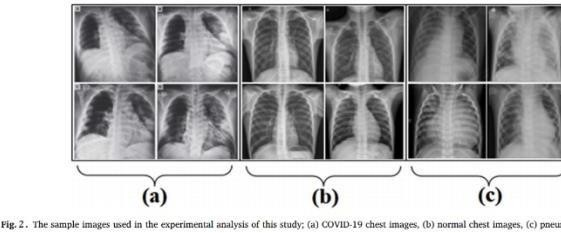 (a) (b) (c)
Fig. 2. The sample images used in the experimental analysis of this study; (a) COVID-19 chest images, (b) normal chest images, (c) pneu